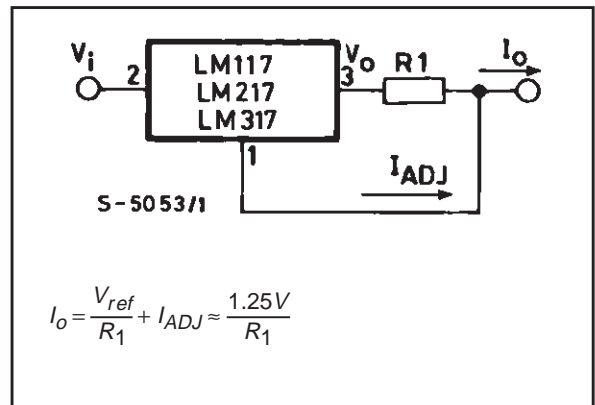 Vi 2 LM117 Vo R1 Io
LM217 3
LM317
1
IADJ
S-5053/1
Io = Vref/R1 + IADJ ≈ 1.25V/R1